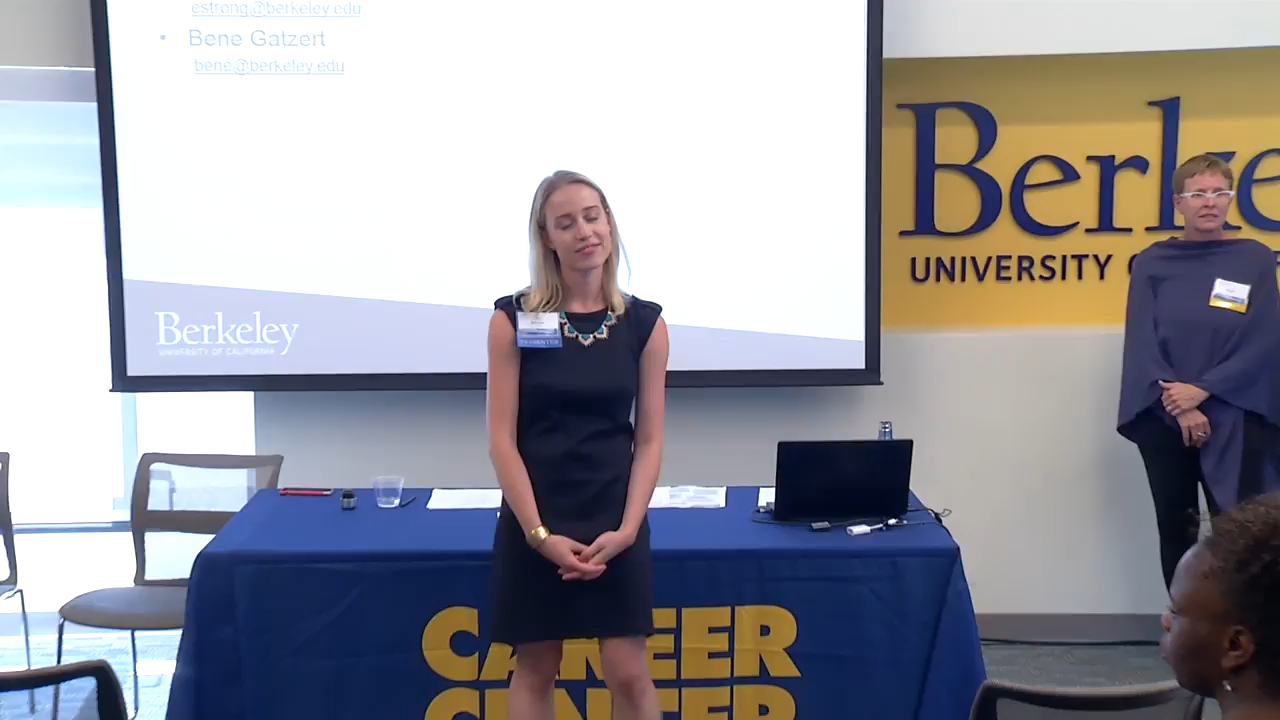 estrong@berkeley.edu
• Bene Gatzert
bene@berkeley.edu
Berkeley
UNIVERSITY OF CALIFORNIA
Berke
UNIVERSITY
CAREER
CENTER